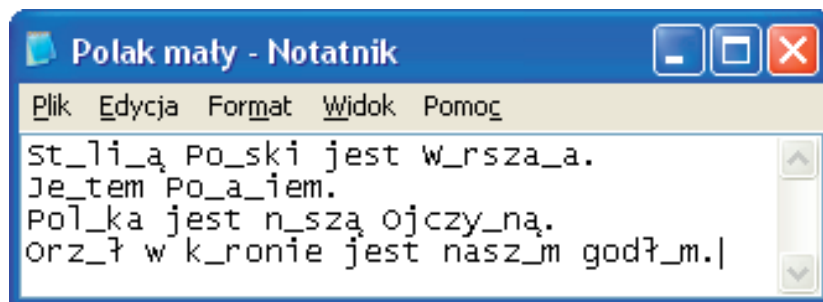 Polak mały - Notatnik
Plik Edycja Format Widok Pomoc
St_li_ą Po_ski jest W_rsza_a.
Je_tem Po_a_iem.
Pol_ka jest n_szą Ojczy_ną.
Orz_ł w k_ronie jest nasz_m godł_m.